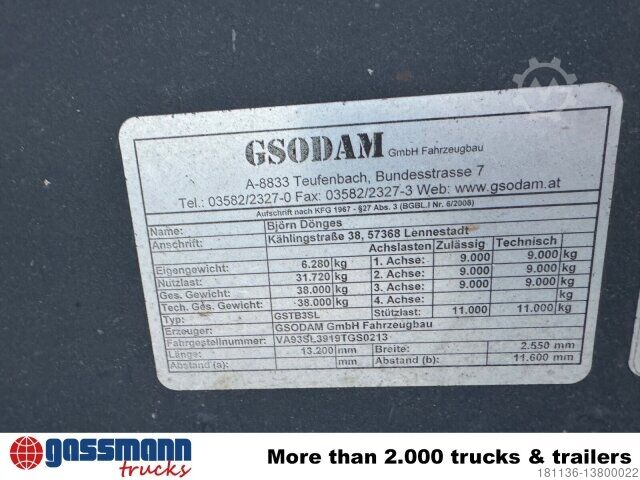 GSODAM GmbH Fahrzeugbau
A-8833 Teufenbach, Bundesstrasse 7
Tel.: 03582/2327-0 Fax: 03582/2327-3 Web: www.gsodam.at
Aufschrift nach KFG 1967 - §27 Abs. 3 (BGBL.I Nr. 6/2008)
Name: Björn Dönges
Anschrift: Kählingstraße 38, 57368 Lennestadt
Achslasten Zulässig Technisch
Eigengewicht: 6.280 kg 1. Achse: 9.000 9.000 kg
Nutzlast: 31.720 kg 2. Achse: 9.000 9.000 kg
Ges. Gewicht: 38.000 kg 3. Achse: 9.000 9.000 kg
Tech. Ges. Gewicht: 38.000 kg 4. Achse: kg
Typ: GSTB3SL Stützlast: 11.000 11.000 kg
Erzeuger: GSODAM GmbH Fahrzeugbau
Fahrgestellnummer: VA93SL3919TGS0213
Länge: 13.200 mm Breite: 2.550 mm
Abstand (a): mm Abstand (b): 11.600 mm
gassmann trucks
More than 2.000 trucks & trailers
181136-13800022